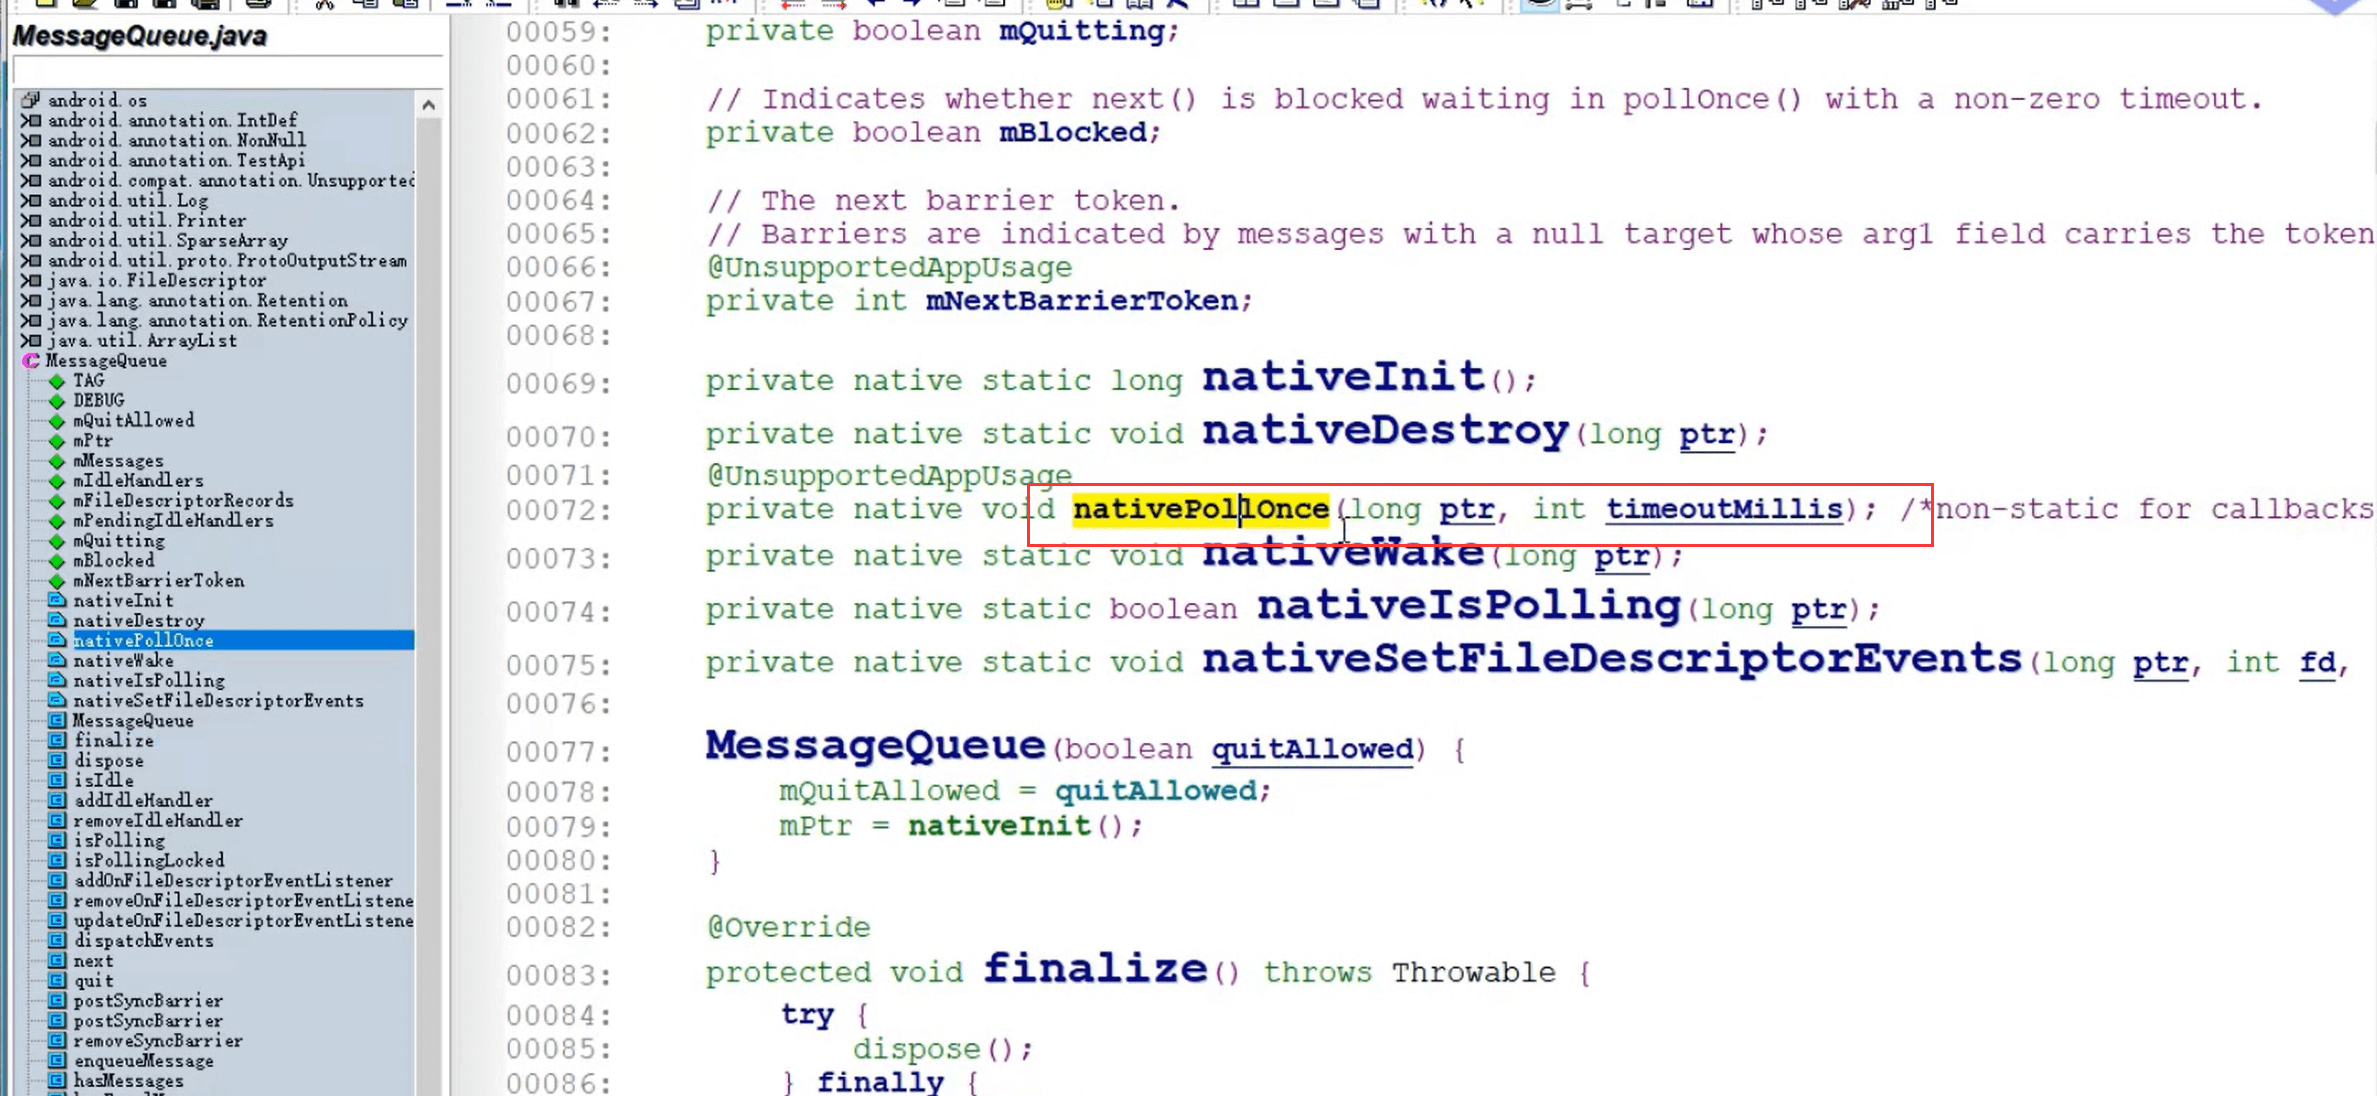 MessageQueue.java
android.os
android.annotation.IntDef
android.annotation.NonNull
android.annotation.TestApi
android.compat.annotation.Unsupported
android.util.Log
android.util.Printer
android.util.SparseArray
android.util.proto.ProtoOutputStream
java.io.FileDescriptor
java.lang.annotation.Retention
java.lang.annotation.RetentionPolicy
java.util.ArrayList
MessageQueue
TAG
DEBUG
mQuitAllowed
mPtr
mMessages
mIdleHandlers
mFileDescriptorRecords
mPendingIdleHandlers
mQuitting
mBlocked
mNextBarrierToken
nativeInit
nativeDestroy
nativePollOnce
nativeWake
nativeIsPolling
nativeSetFileDescriptorEvents
MessageQueue
finalize
dispose
isIdle
addIdleHandler
removeIdleHandler
isPolling
isPollingLocked
addOnFileDescriptorEventListener
removeOnFileDescriptorEventListene
updateOnFileDescriptorEventListene
dispatchEvents
next
quit
postSyncBarrier
postSyncBarrier
removeSyncBarrier
enqueueMessage
hasMessages
00059: private boolean mQuitting;
00060:
00061: // Indicates whether next() is blocked waiting in pollOnce() with a non-zero timeout.
00062: private boolean mBlocked;
00063:
00064: // The next barrier token.
00065: // Barriers are indicated by messages with a null target whose arg1 field carries the token
00066: @UnsupportedAppUsage
00067: private int mNextBarrierToken;
00068:
00069: private native static long nativeInit();
00070: private native static void nativeDestroy(long ptr);
00071: @UnsupportedAppUsage
00072: private native void nativePollOnce(long ptr, int timeoutMillis); /*non-static for callbacks
00073: private native static void nativeWake(long ptr);
00074: private native static boolean nativeIsPolling(long ptr);
00075: private native static void nativeSetFileDescriptorEvents(long ptr, int fd,
00076:
00077: MessageQueue(boolean quitAllowed) {
00078: mQuitAllowed = quitAllowed;
00079: mPtr = nativeInit();
00080: }
00081:
00082: @Override
00083: protected void finalize() throws Throwable {
00084: try {
00085: dispose();
00086: } finally {